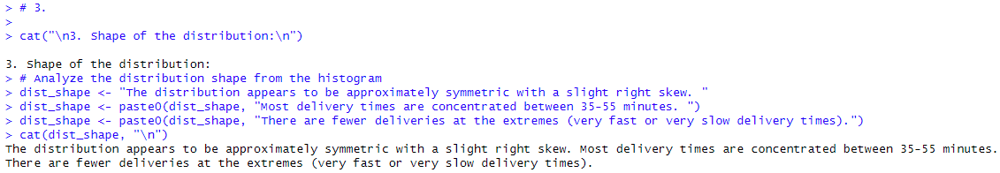 > # 3.
>
> cat("\n3. Shape of the distribution:\n")

3. Shape of the distribution:
> # Analyze the distribution shape from the histogram
> dist_shape <- "The distribution appears to be approximately symmetric with a slight right skew. "
> dist_shape <- paste0(dist_shape, "Most delivery times are concentrated between 35-55 minutes. ")
> dist_shape <- paste0(dist_shape, "There are fewer deliveries at the extremes (very fast or very slow delivery times).")
> cat(dist_shape, "\n")
The distribution appears to be approximately symmetric with a slight right skew. Most delivery times are concentrated between 35-55 minutes.
There are fewer deliveries at the extremes (very fast or very slow delivery times).